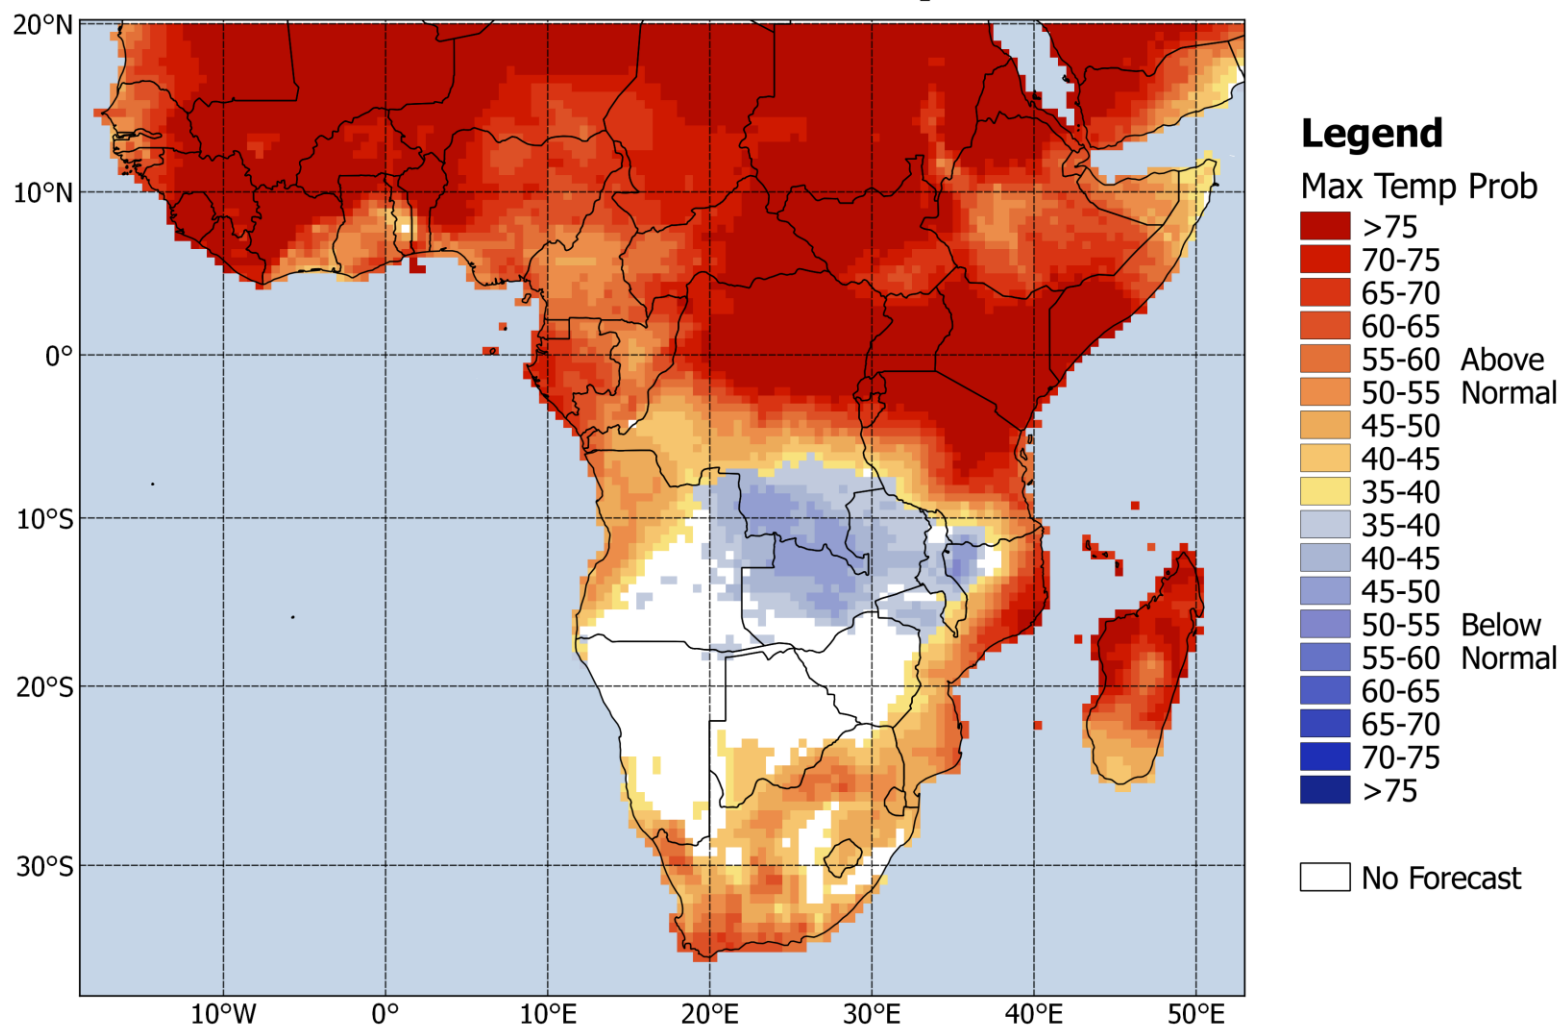 20°N
10°N
0°
10°S
20°S
30°S
10°W
0°
10°E
20°E
30°E
40°E
50°E
Legend
Max Temp Prob
>75
70-75
65-70
60-65
55-60 Above
50-55 Normal
45-50
40-45
35-40
35-40
40-45
45-50
50-55 Below
55-60 Normal
60-65
65-70
70-75
>75
No Forecast